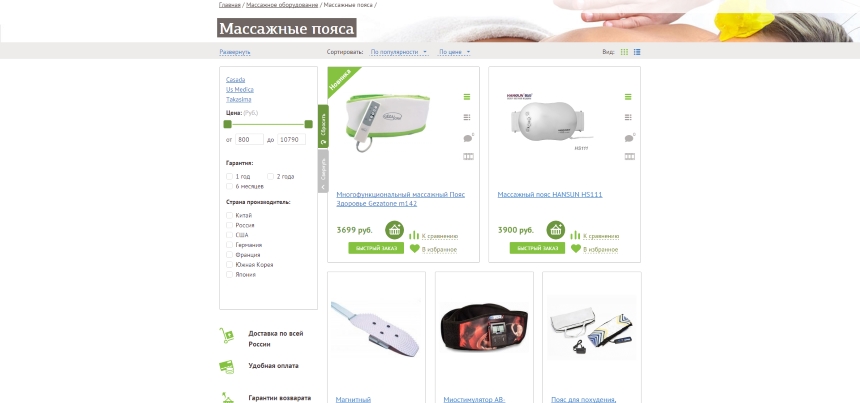 Главная / Массажное оборудование / Массажные пояса /
Массажные пояса
Развернуть
Сортировать: По популярности По цене
Вид:
Casada
Us Medica
Takasima
Цена: (Руб.)
от 800 до 10790
Гарантия:
1 год
2 года
6 месяцев
Страна производитель:
Китай
Россия
США
Германия
Франция
Южная Корея
Япония
Сбросить
Свернуть
Доставка по всей
России
Удобная оплата
Гарантии возврата
Новинка
Многофункциональный массажный Пояс
Здоровье Gezatone m142
3699 руб.
К сравнению
БЫСТРЫЙ ЗАКАЗ
В избранное
HANSUN
Массажный пояс HANSUN HS111
3900 руб.
К сравнению
БЫСТРЫЙ ЗАКАЗ
В избранное
Магнитный
Миостимулятор AB-
Пояс для похудения,